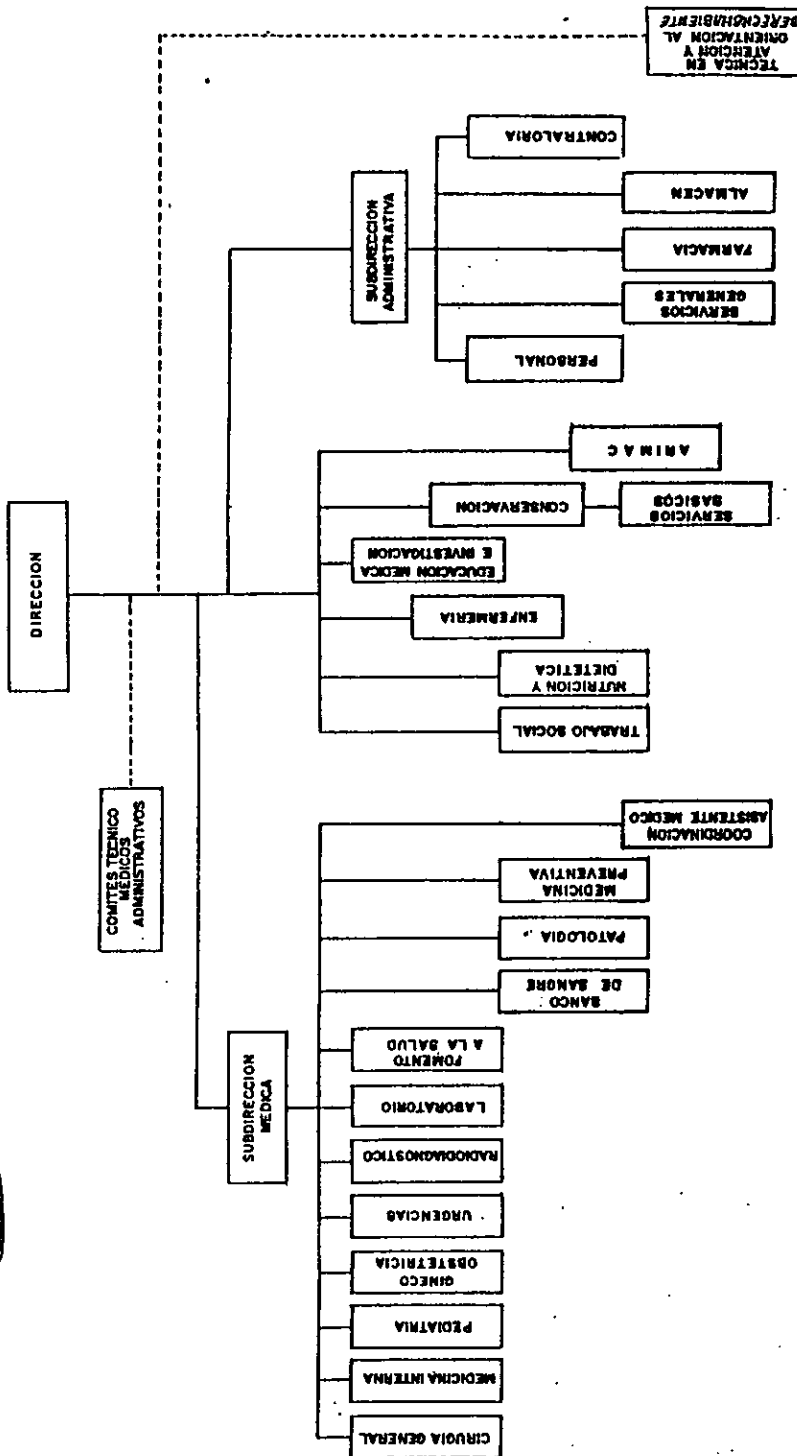 DIRECCION
COMITES TECNICO
MEDICOS
ADMINISTRATIVOS
SUBDIRECCION
MEDICA
SUBDIRECCION
ADMINISTRATIVA
CIRUGIA GENERAL
MEDICINA INTERNA
PEDIATRIA
GINECO
OBSTETRICIA
URGENCIAS
RADIODIAGNOSTICO
LABORATORIO
FOMENTO
A LA SALUD
BANCO
DE SANGRE
PATOLOGIA
MEDICINA
PREVENTIVA
COORDINACION
ASISTENTE MEDICO
TRABAJO SOCIAL
NUTRICION Y
DIETETICA
ENFERMERIA
EDUCACION MEDICA
E INVESTIGACION
CONSERVACION
SERVICIOS
BASICOS
ARIMAC
PERSONAL
SERVICIOS
GENERALES
FARMACIA
ALMACEN
CONTRALORIA
TECNICA EN
ATENCION Y
ORIENTACION AL
DERECHOHABIENTE